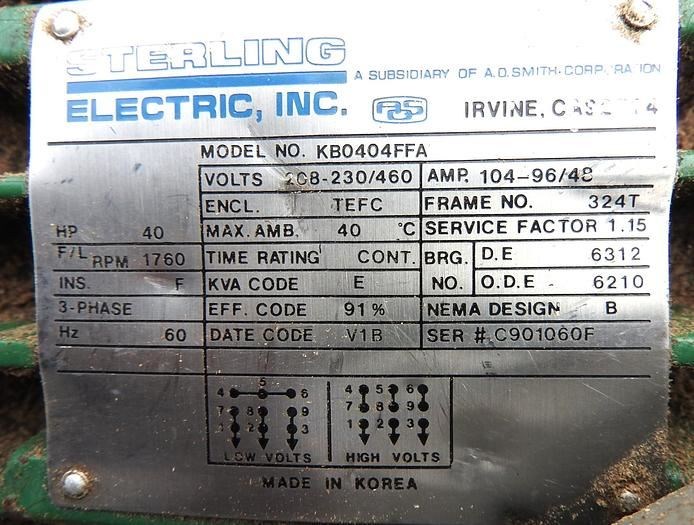 STERLING
A SUBSIDIARY OF A.O.SMITH CORPORATION
ELECTRIC, INC. AOS IRVINE,
MODEL NO. KB0404FFA
VOLTS 208-230/460 AMP. 104-96/48
ENCL. TEFC FRAME NO. 324T
HP 40 MAX. AMB. 40 °C SERVICE FACTOR 1.15
F/L RPM 1760 TIME RATING CONT. BRG. D.E 6312
INS. F KVA CODE E NO. O.D.E 6210
3-PHASE EFF. CODE 91% NEMA DESIGN B
Hz 60 DATE CODE V1B SER # C901060F
4 5 6 4 5 6
7 8 9 7 8 9
1 2 3 1 2 3
LOW VOLTS HIGH VOLTS
MADE IN KOREA